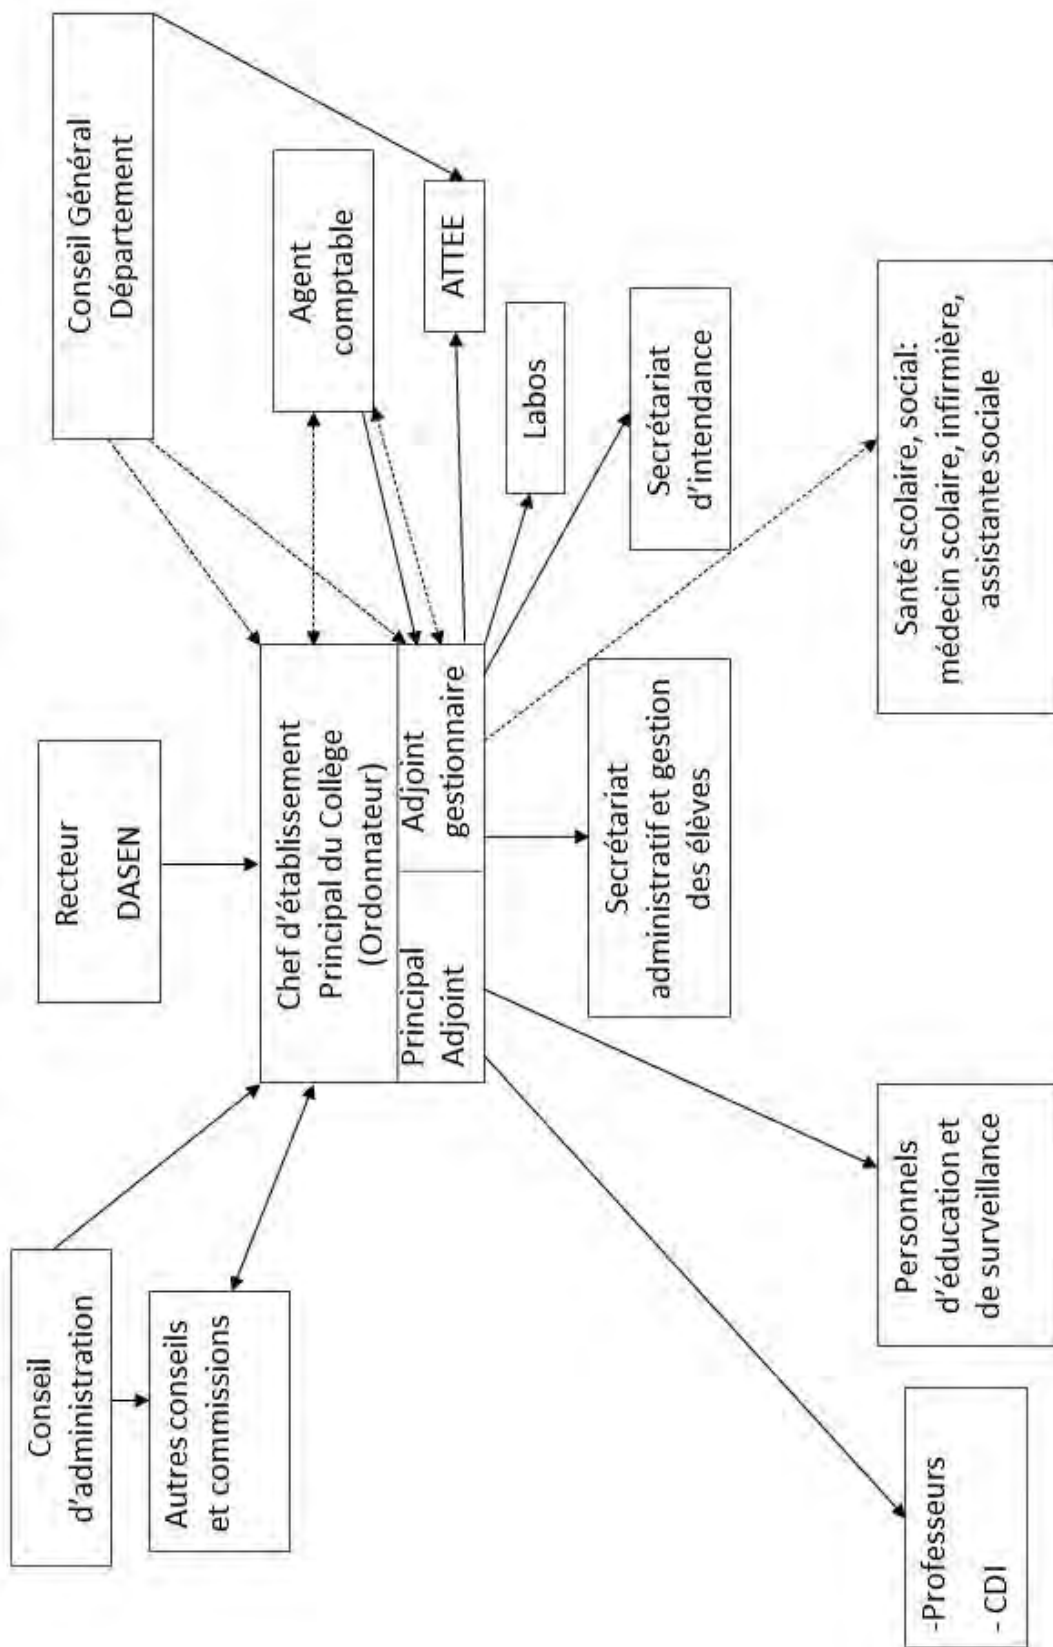 Conseil
d'administration
Autres conseils
et commissions
Recteur
DASEN
Conseil Général
Département
Chef d'établissement
Principal du Collège
(Ordonnateur)
Principal
Adjoint
Adjoint
gestionnaire
Agent
comptable
ATTEE
Labos
Secrétariat
d'intendance
Secrétariat
administratif et gestion
des élèves
-Professeurs
- CDI
Personnels
d'éducation et
de surveillance
Santé scolaire, social:
médecin scolaire, infirmière,
assistante sociale